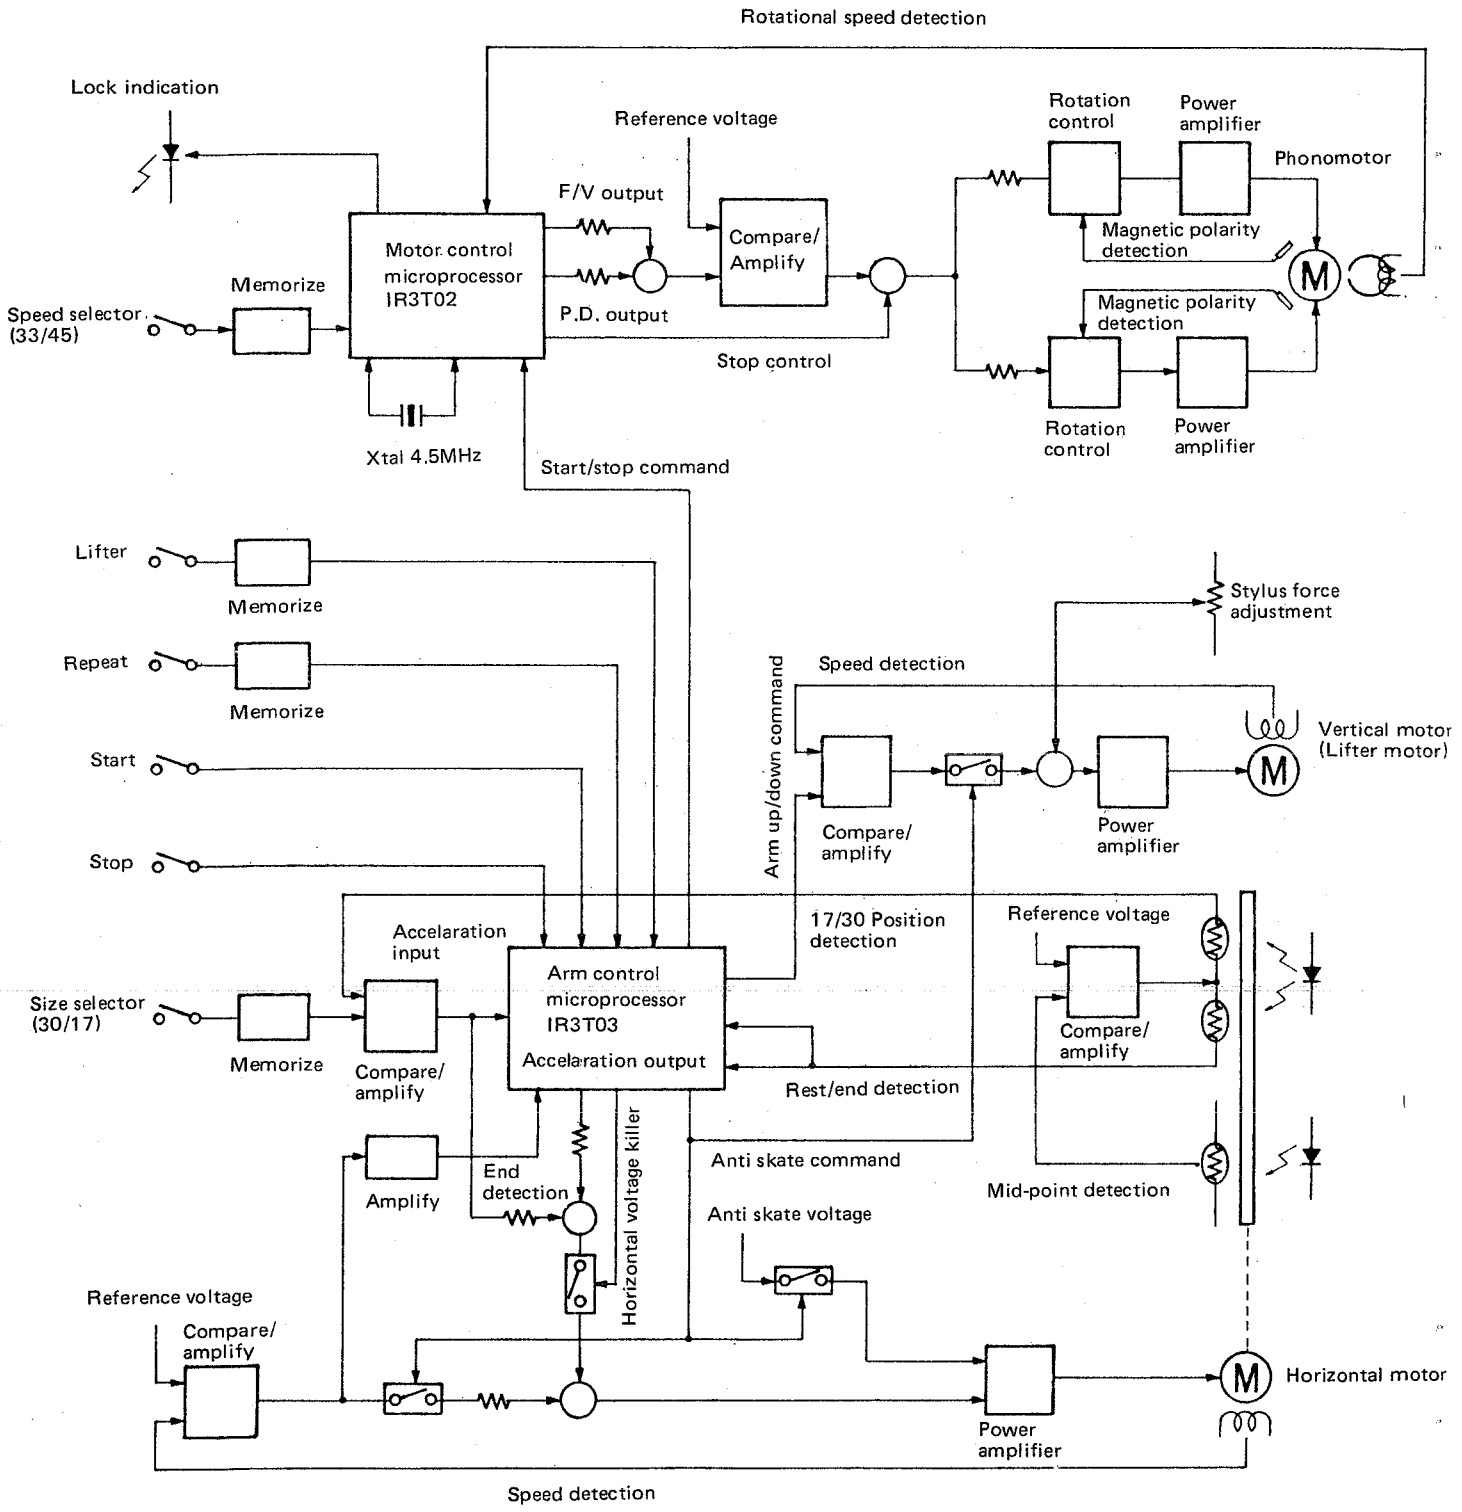 Rotational speed detection
Lock indication
Reference voltage
Rotation
control
Power
amplifier
Phonomotor
F/V output
Motor control
microprocessor
IR3T02
Compare/
Amplify
Magnetic polarity
detection
M
Memorize
Speed selector
(33/45)
P.D. output
Magnetic polarity
detection
Stop control
Rotation
control
Power
amplifier
Xtal 4.5MHz
Start/stop command
Lifter
Memorize
Stylus force
adjustment
Repeat
Memorize
Speed detection
Arm up/down command
Vertical motor
(Lifter motor)
M
Start
Compare/
amplify
Power
amplifier
Stop
17/30 Position
detection
Reference voltage
Accelaration
input
Arm control
microprocessor
IR3T03
Accelaration output
Size selector
(30/17)
Memorize
Compare/
amplify
Compare/
amplify
Rest/end detection
Horizontal voltage killer
Amplify
End
detection
Anti skate command
Mid-point detection
Anti skate voltage
Reference voltage
Compare/
amplify
M
Horizontal motor
Power
amplifier
Speed detection